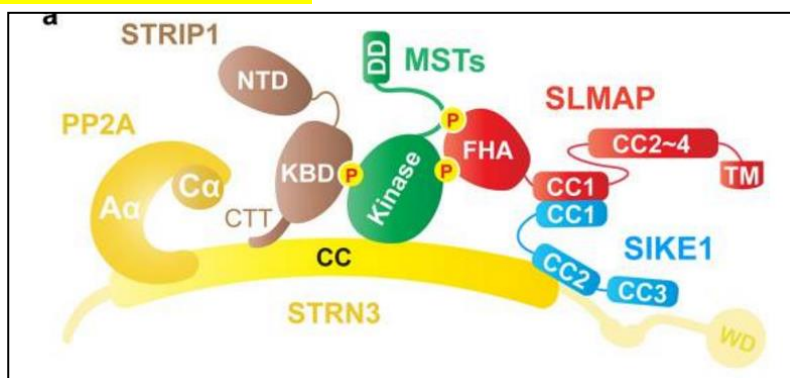 a
STRIP1
NTD
DD
MSTs
SLMAP
PP2A
P
Cα
Aα
KBD
P
Kinase
P
FHA
CC2~4
TM
CC1
CC1
CTT
CC
SIKE1
CC2
CC3
STRN3
WD